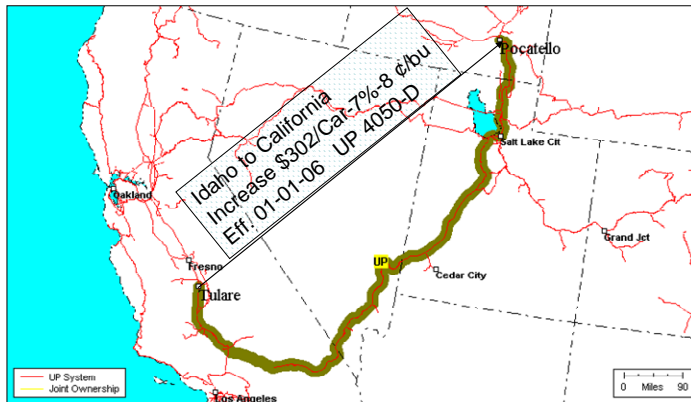 Pocatello
Idaho to California
Increase $302/Car-7%-8 ¢/bu
Eff. 01-01-06 UP 4050-D
Salt Lake Cit
Oakland
Grand Jct
Fresno
UP
Cedar City
Tulare
UP System
Joint Ownership
0 Miles 90
Los Angeles